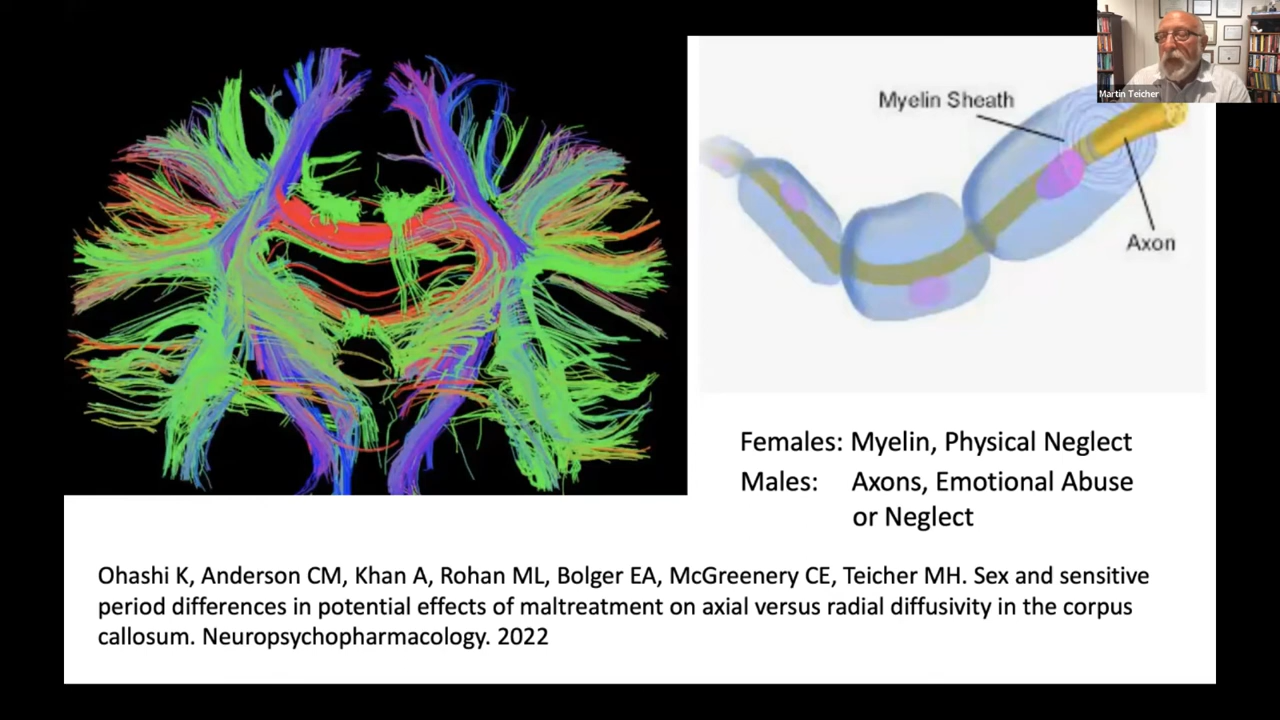 Martin Teicher
Myelin Sheath
Axon
Females: Myelin, Physical Neglect
Males: Axons, Emotional Abuse
or Neglect
Ohashi K, Anderson CM, Khan A, Rohan ML, Bolger EA, McGreenery CE, Teicher MH. Sex and sensitive
period differences in potential effects of maltreatment on axial versus radial diffusivity in the corpus
callosum. Neuropsychopharmacology. 2022